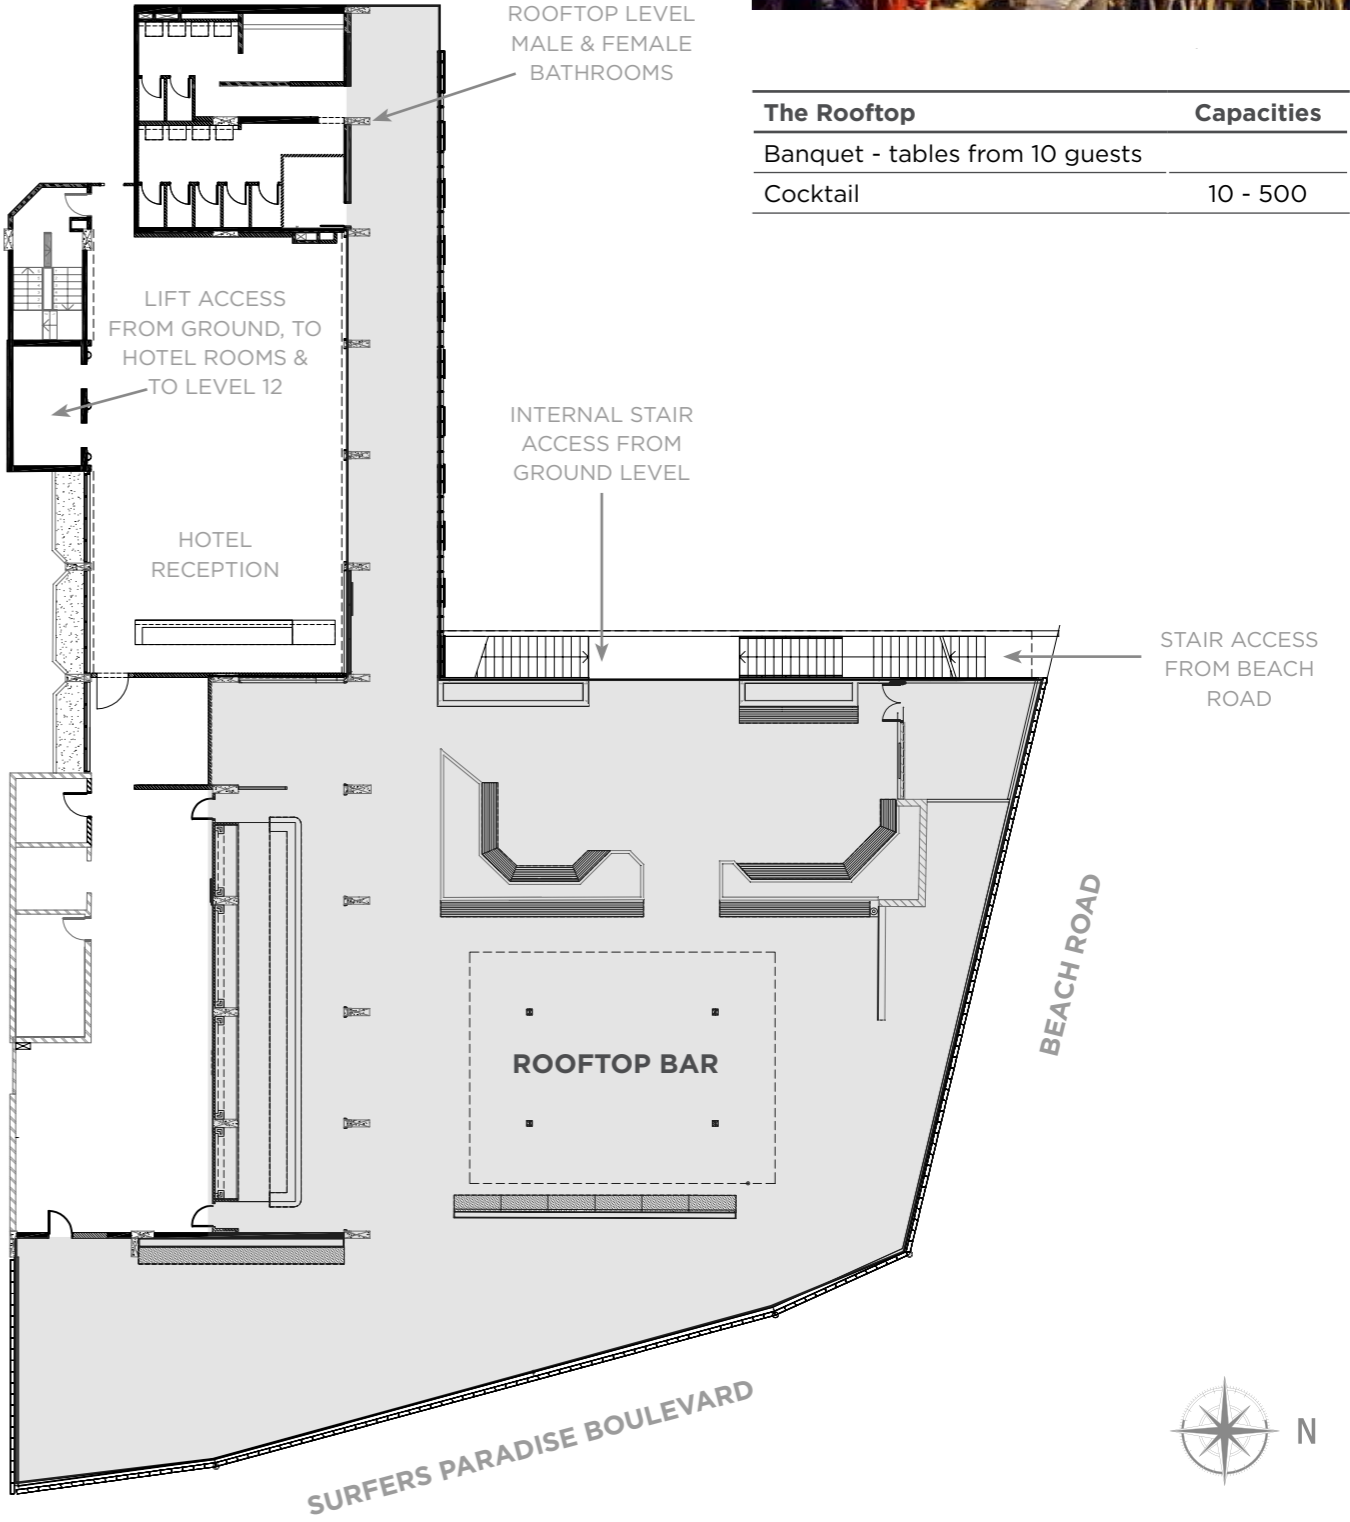 ROOFTOP LEVEL
MALE & FEMALE
BATHROOMS
The Rooftop Capacities
Banquet - tables from 10 guests
Cocktail 10 - 500
LIFT ACCESS
FROM GROUND, TO
HOTEL ROOMS &
TO LEVEL 12
INTERNAL STAIR
ACCESS FROM
GROUND LEVEL
HOTEL
RECEPTION
STAIR ACCESS
FROM BEACH
ROAD
BEACH ROAD
ROOFTOP BAR
SURFERS PARADISE BOULEVARD
N